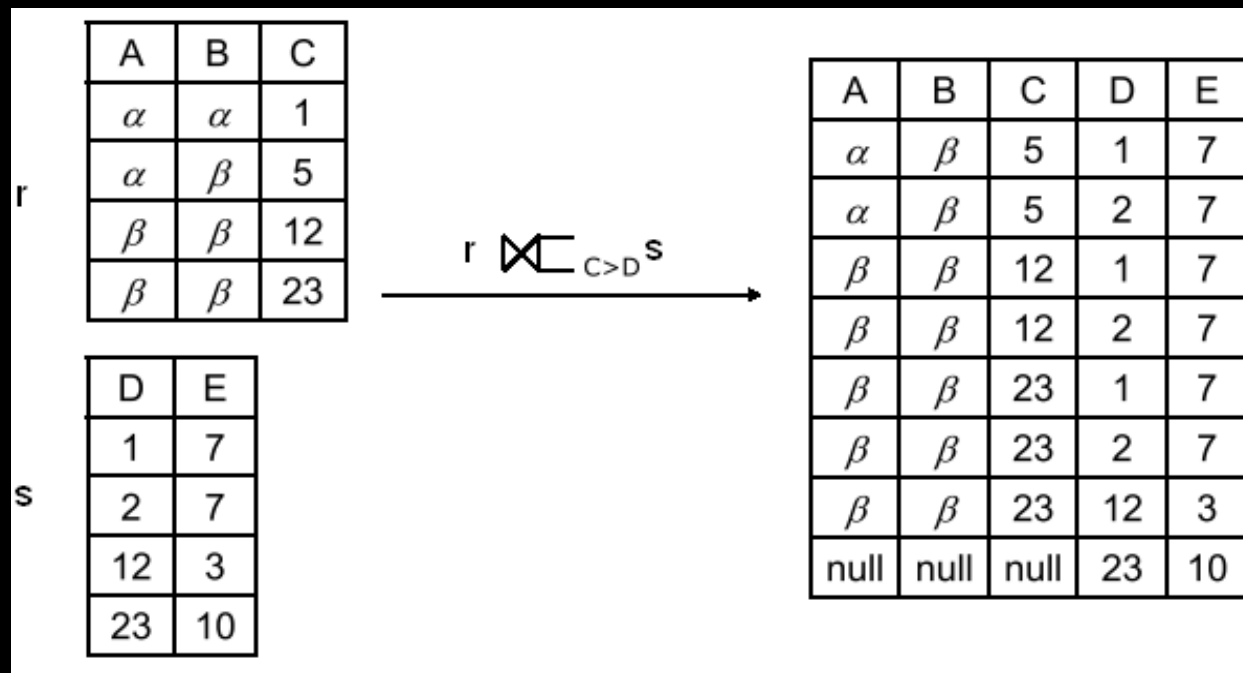 r
A B C
α α 1
α β 5
β β 12
β β 23
s
D E
1 7
2 7
12 3
23 10
r ⟖ C>D s
A B C D E
α β 5 1 7
α β 5 2 7
β β 12 1 7
β β 12 2 7
β β 23 1 7
β β 23 2 7
β β 23 12 3
null null null 23 10